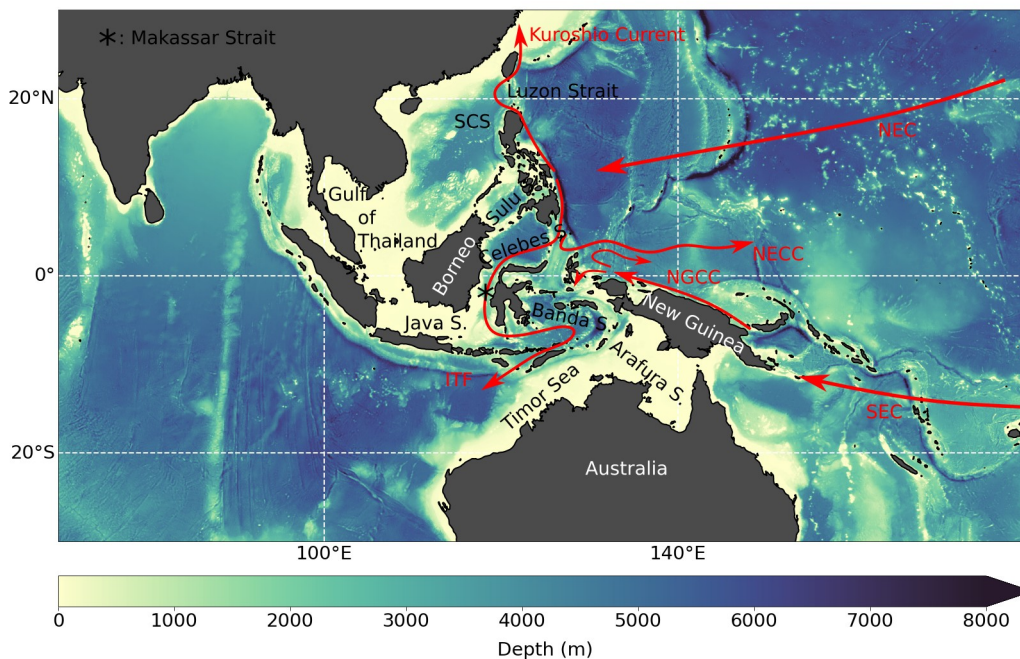 *: Makassar Strait
Kuroshio Current
20°N
Luzon Strait
SCS
NEC
Gulf
of
Thailand
Sulu
Celebes S.
Borneo
NECC
0°
NGCC
New Guinea
Java S.
Banda S.
Arafura S.
ITF
Timor Sea
SEC
20°S
Australia
100°E
140°E
0
1000
2000
3000
4000
5000
6000
7000
8000
Depth (m)